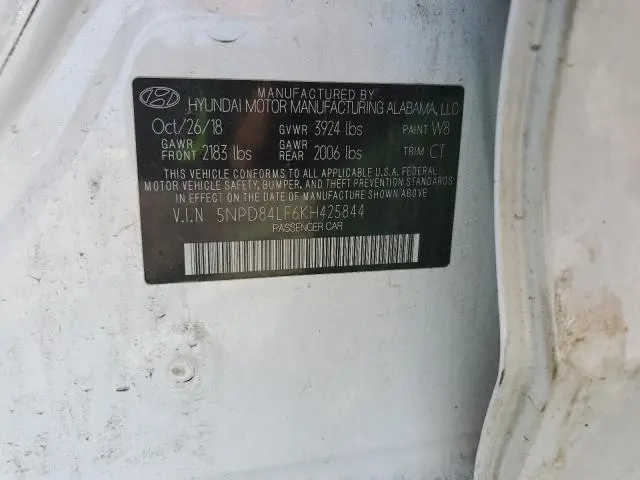 MANUFACTURED BY
HYUNDAI MOTOR MANUFACTURING ALABAMA, LLC
Oct/26/18 GVWR 3924 lbs PAINT W8
GAWR FRONT 2183 lbs GAWR REAR 2006 lbs TRIM CT
THIS VEHICLE CONFORMS TO ALL APPLICABLE U.S.A. FEDERAL
MOTOR VEHICLE SAFETY, BUMPER, AND THEFT PREVENTION STANDARDS
IN EFFECT ON THE DATE OF MANUFACTURE SHOWN ABOVE.
V.I.N 5NPD84LF6KH425844
PASSENGER CAR